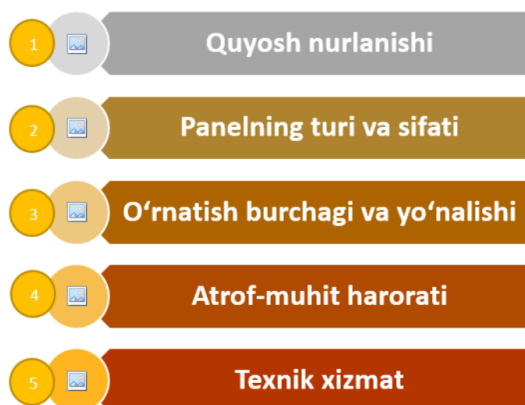 1
Quyosh nurlanishi
2
Panelning turi va sifati
3
O‘rnatish burchagi va yo‘nalishi
4
Atrof-muhit harorati
5
Texnik xizmat